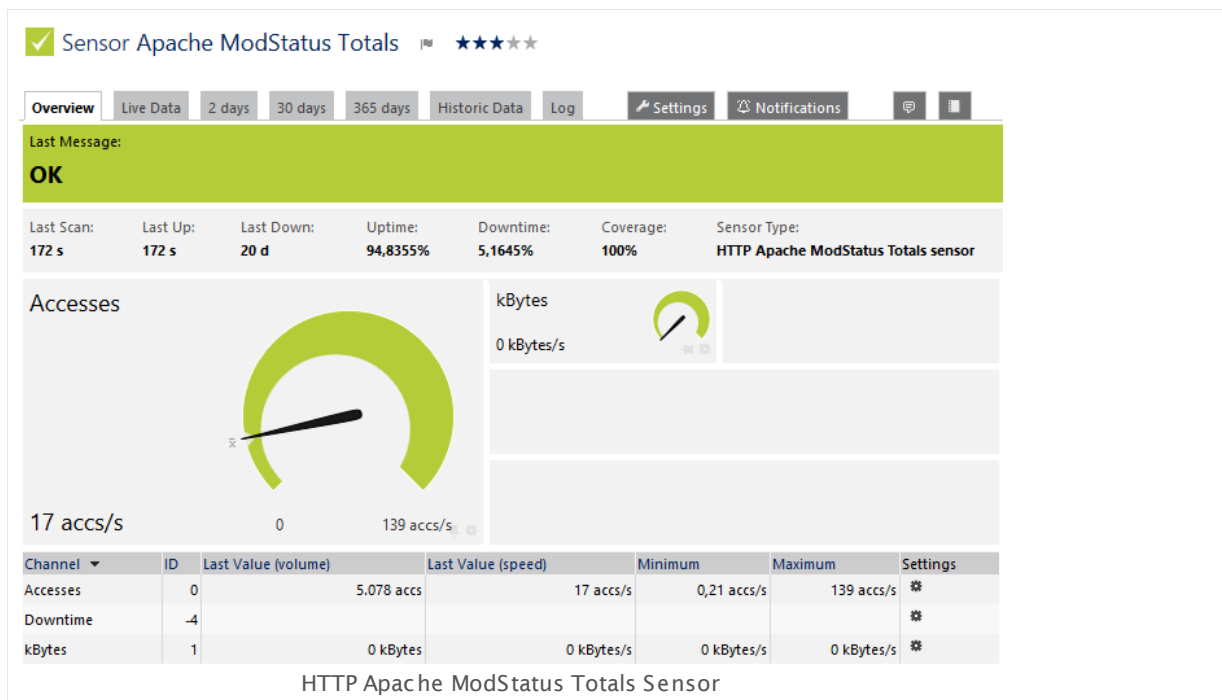 Sensor Apache ModStatus Totals
Overview Live Data 2 days 30 days 365 days Historic Data Log Settings Notifications
Last Message:
OK
Last Scan: Last Up: Last Down: Uptime: Downtime: Coverage: Sensor Type:
172 s 172 s 20 d 94,8355% 5,1645% 100% HTTP Apache ModStatus Totals sensor
Accesses
kBytes
0 kBytes/s
x̄
17 accs/s 0 139 accs/s
Channel ID Last Value (volume) Last Value (speed) Minimum Maximum Settings
Accesses 0 5.078 accs 17 accs/s 0,21 accs/s 139 accs/s
Downtime -4
kBytes 1 0 kBytes 0 kBytes/s 0 kBytes/s 0 kBytes/s
HTTP Apache ModStatus Totals Sensor